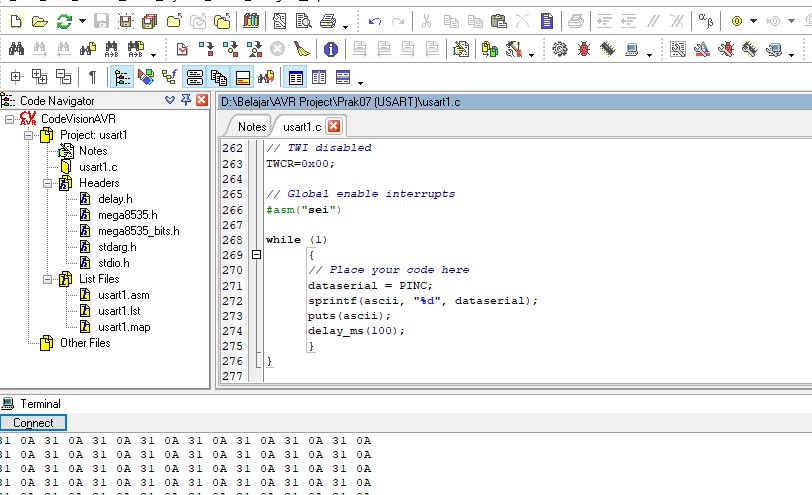 Code Navigator
CodeVisionAVR
Project: usart1
Notes
usart1.c
Headers
delay.h
mega8535.h
mega8535_bits.h
stdarg.h
stdio.h
List Files
usart1.asm
usart1.lst
usart1.map
Other Files
D:\Belajar\AVR Project\Prak07 (USART)\usart1.c
Notes usart1.c
262 // TWI disabled
263 TWCR=0x00;
264
265 // Global enable interrupts
266 #asm("sei")
267
268 while (1)
269 {
270 // Place your code here
271 dataserial = PINC;
272 sprintf(ascii, "%d", dataserial);
273 puts(ascii);
274 delay_ms(100);
275 }
276 }
277
Terminal
Connect
31 0A 31 0A 31 0A 31 0A 31 0A 31 0A 31 0A 31 0A
31 0A 31 0A 31 0A 31 0A 31 0A 31 0A 31 0A 31 0A
31 0A 31 0A 31 0A 31 0A 31 0A 31 0A 31 0A 31 0A
31 0A 31 0A 31 0A 31 0A 31 0A 31 0A 31 0A 31 0A